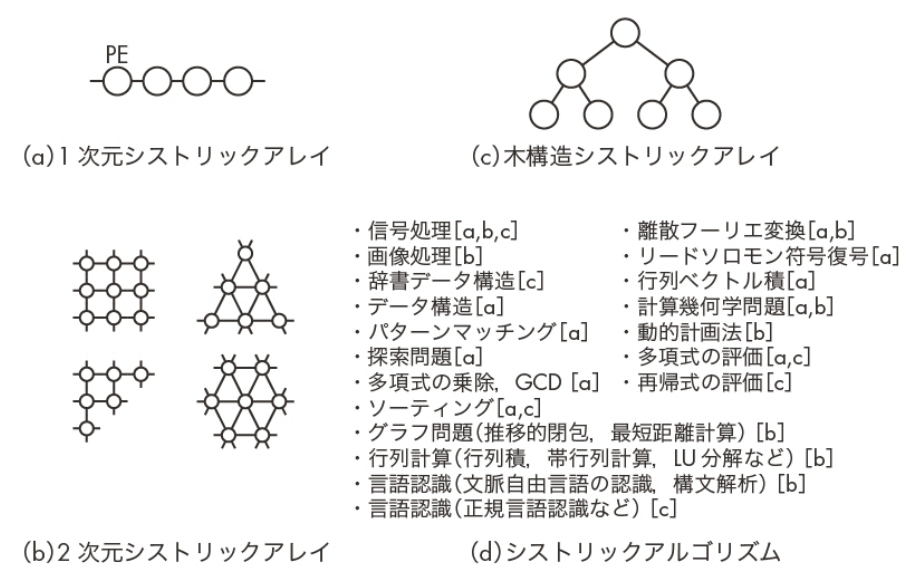 PE
(a)1 次元システリックアレイ
(c)木構造システリックアレイ
・信号処理[a,b,c]
・画像処理[b]
・辞書データ構造[c]
・データ構造[a]
・パターンマッチング[a]
・探索問題[a]
・多項式の乗除，GCD [a]
・ソーティング[a,c]
・離散フーリエ変換[a,b]
・リードソロモン符号復号[a]
・行列ベクトル積[a]
・計算幾何学問題[a,b]
・動的計画法[b]
・多項式の評価[a,c]
・再帰式の評価[c]
・グラフ問題(推移的閉包，最短距離計算) [b]
・行列計算(行列積，帯行列計算，LU 分解など) [b]
・言語認識(文脈自由言語の認識，構文解析) [b]
・言語認識(正規言語認識など) [c]
(b)2 次元シストリックアレイ
(d)シストリックアルゴリズム